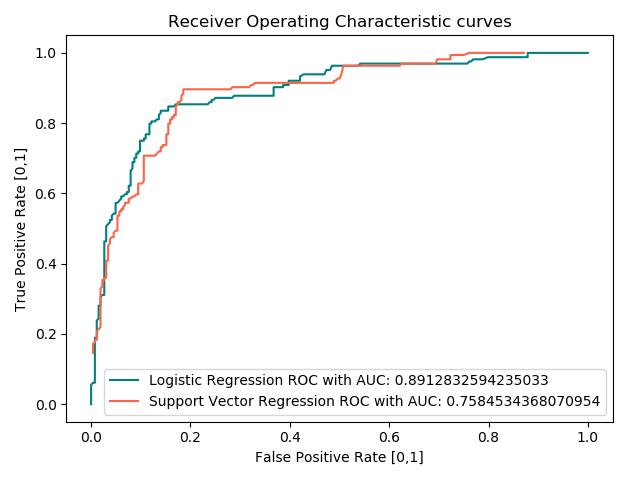 Receiver Operating Characteristic curves
1.0
0.8
0.6
0.4
0.2
0.0
True Positive Rate [0,1]
Logistic Regression ROC with AUC: 0.8912832594235033
Support Vector Regression ROC with AUC: 0.7584534368070954
0.0 0.2 0.4 0.6 0.8 1.0
False Positive Rate [0,1]